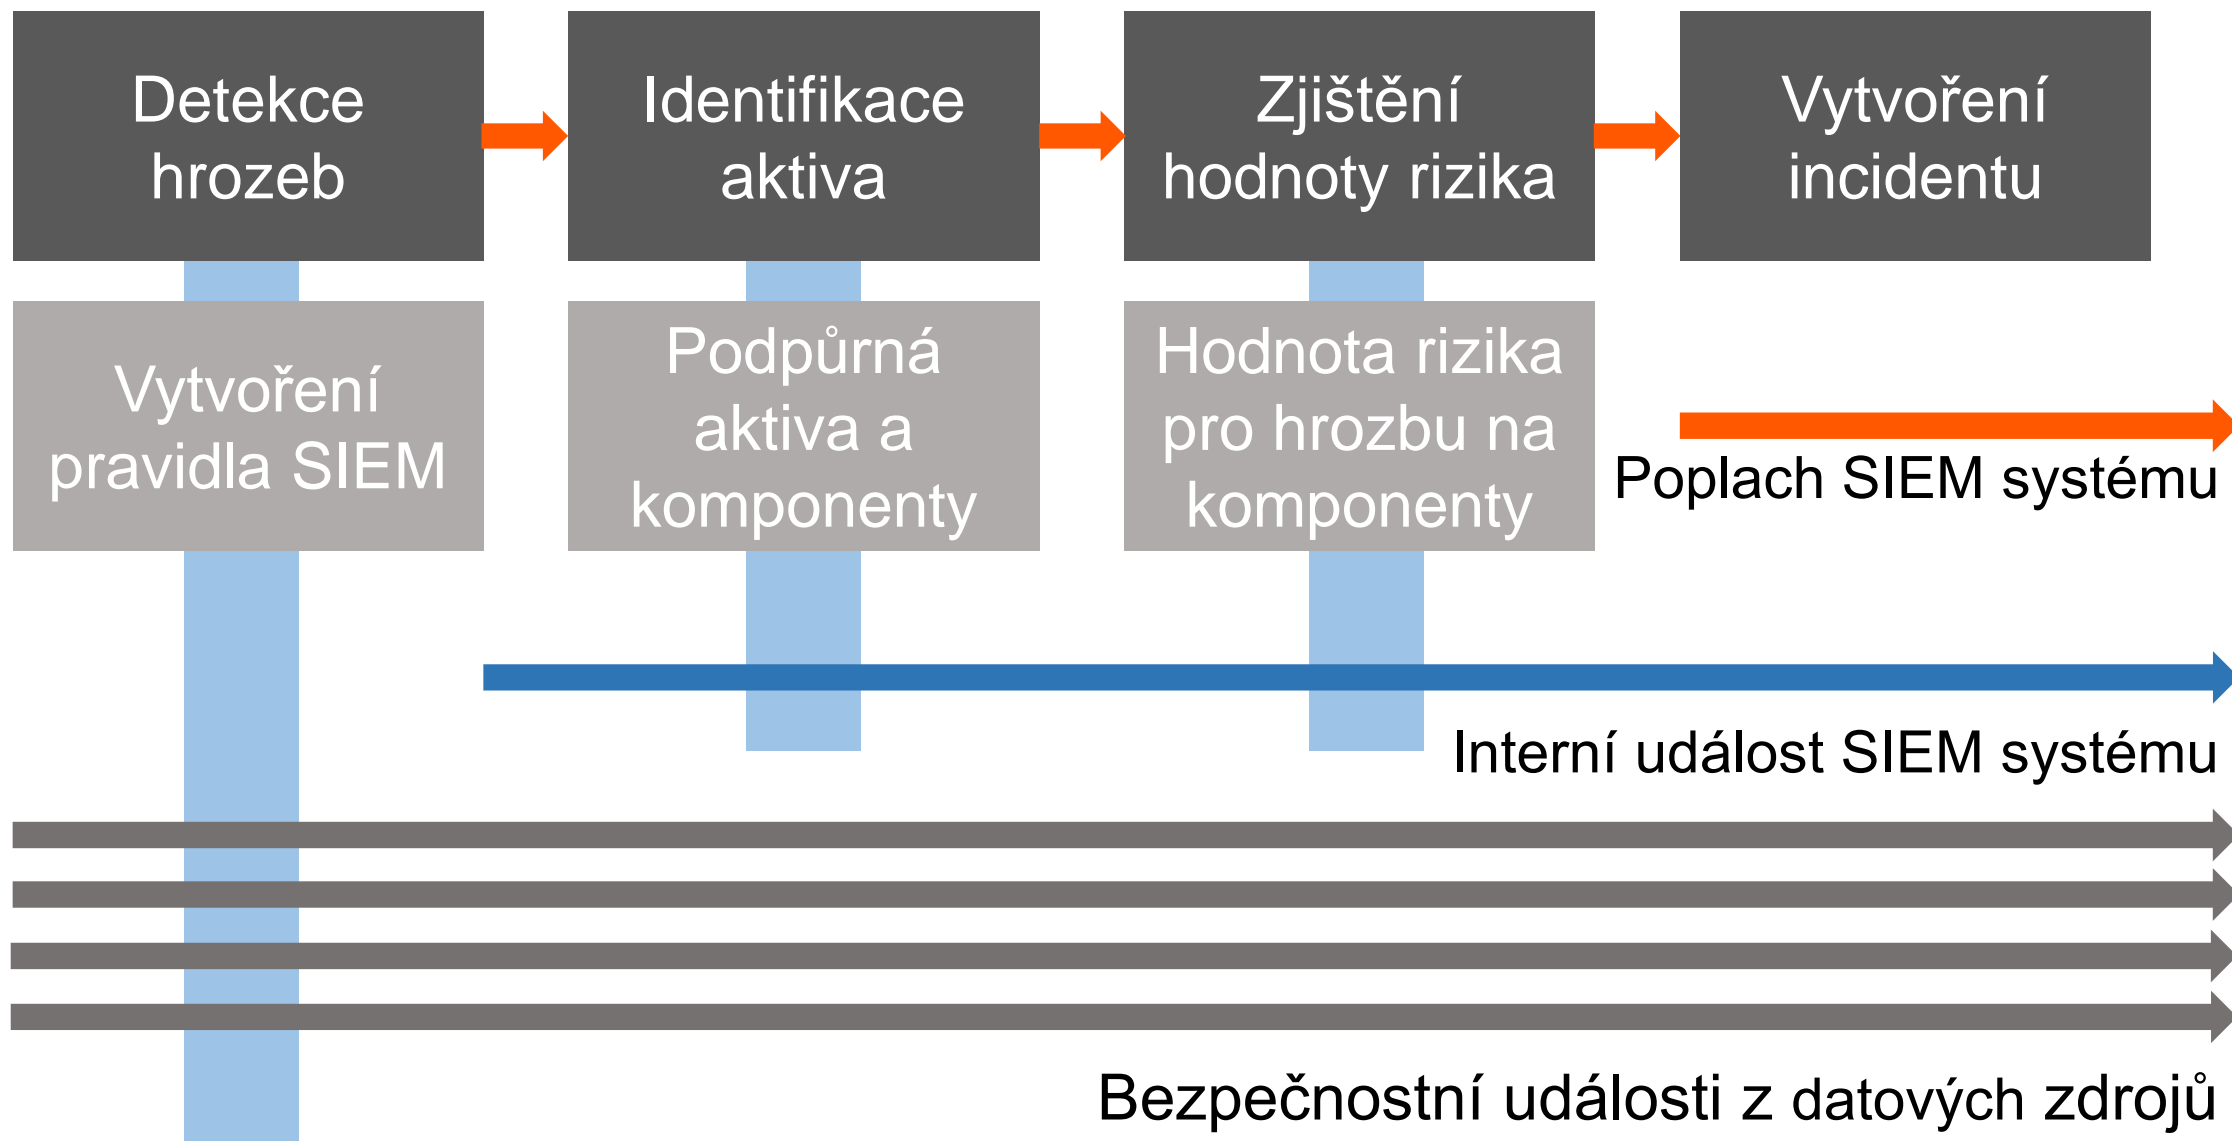 Detekce
hrozeb
Identifikace
aktiva
Zjištění
hodnoty rizika
Vytvoření
incidentu
Vytvoření
pravidla SIEM
Podpůrná
aktiva a
komponenty
Hodnota rizika
pro hrozbu na
komponenty
Poplach SIEM systému
Interní událost SIEM systému
Bezpečnostní události z datových zdrojů